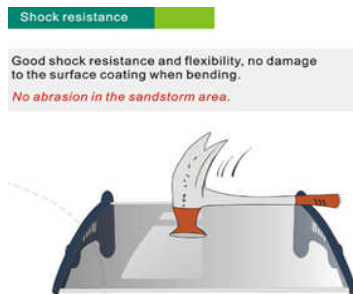 Shock resistance
Good shock resistance and flexibility, no damage
to the surface coating when bending.
No abrasion in the sandstorm area.